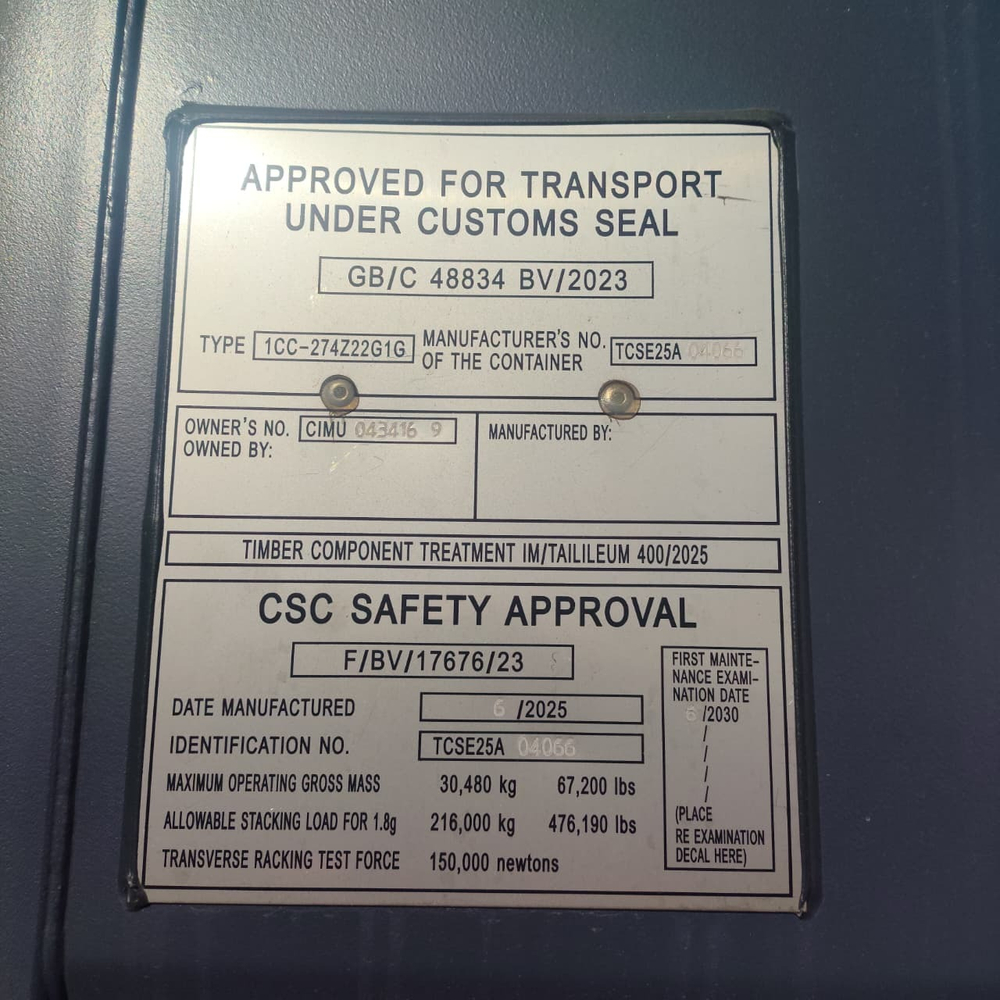 APPROVED FOR TRANSPORT
UNDER CUSTOMS SEAL
GB/C 48834 BV/2023
TYPE 1CC-274Z22G1G MANUFACTURER'S NO. OF THE CONTAINER TCSE25A 04066
OWNER'S NO. CIMU 043416 9
OWNED BY:
MANUFACTURED BY:
TIMBER COMPONENT TREATMENT IM/TAILILEUM 400/2025
CSC SAFETY APPROVAL
F/BV/17676/23
DATE MANUFACTURED 6 /2025
IDENTIFICATION NO. TCSE25A 04066
MAXIMUM OPERATING GROSS MASS 30,480 kg 67,200 lbs
ALLOWABLE STACKING LOAD FOR 1.8g 216,000 kg 476,190 lbs
TRANSVERSE RACKING TEST FORCE 150,000 newtons
FIRST MAINTE-
NANCE EXAMI-
NATION DATE
6 /2030
/
/
/
/
(PLACE
RE EXAMINATION
DECAL HERE)